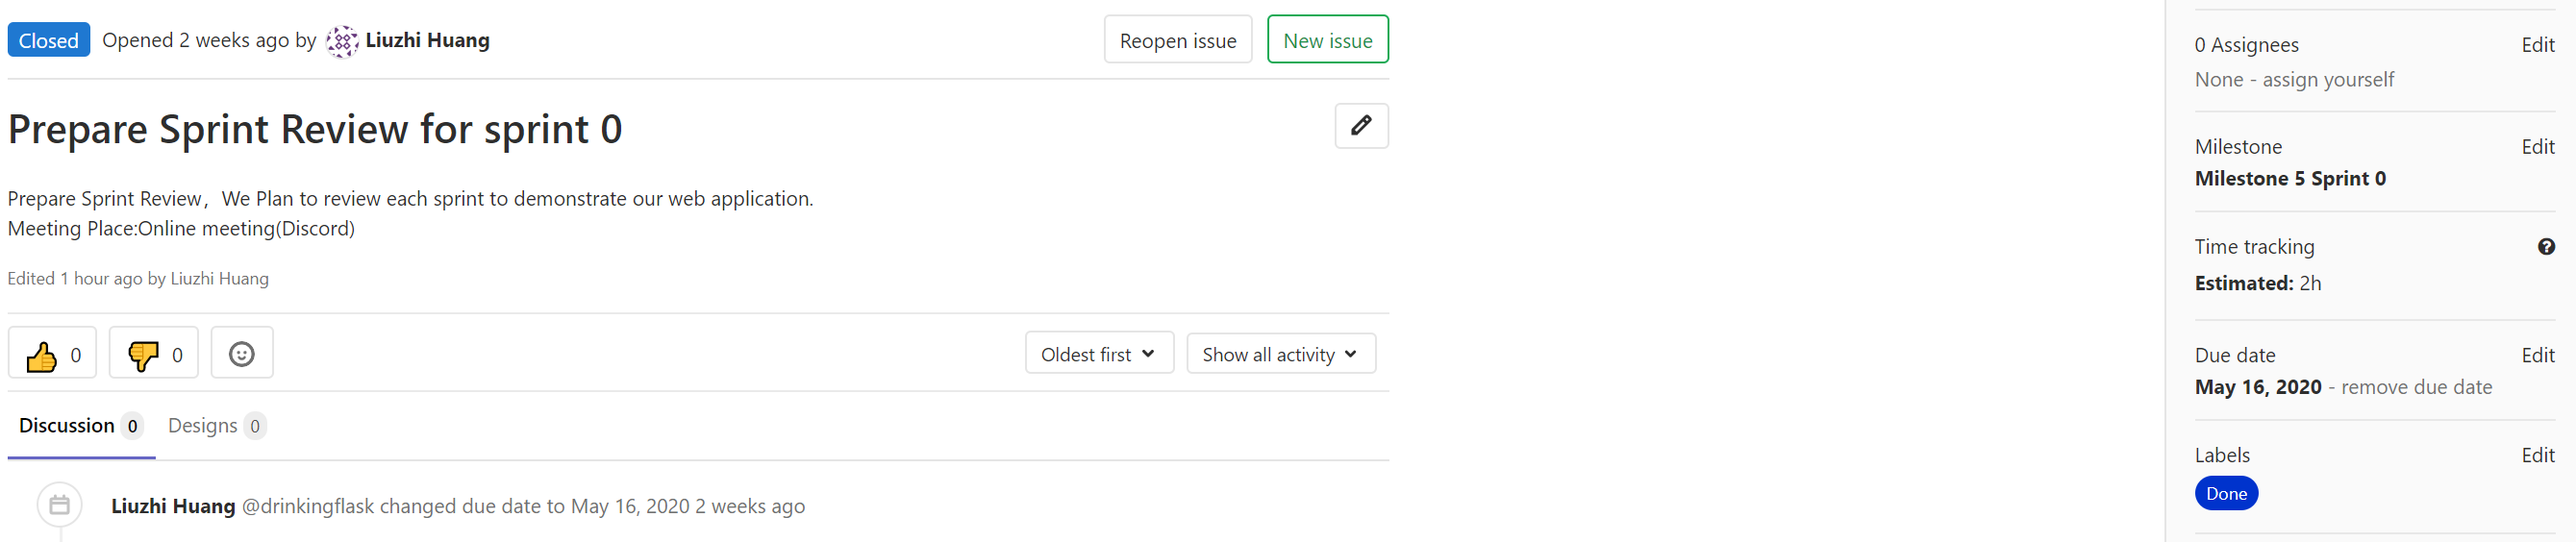 Closed Opened 2 weeks ago by Liuzhi Huang Reopen issue New issue
Prepare Sprint Review for sprint 0
Prepare Sprint Review，We Plan to review each sprint to demonstrate our web application.
Meeting Place:Online meeting(Discord)
Edited 1 hour ago by Liuzhi Huang
0 0 Oldest first Show all activity
Discussion 0 Designs 0
Liuzhi Huang @drinkingflask changed due date to May 16, 2020 2 weeks ago
0 Assignees Edit
None - assign yourself
Milestone Edit
Milestone 5 Sprint 0
Time tracking ?
Estimated: 2h
Due date Edit
May 16, 2020 - remove due date
Labels Edit
Done